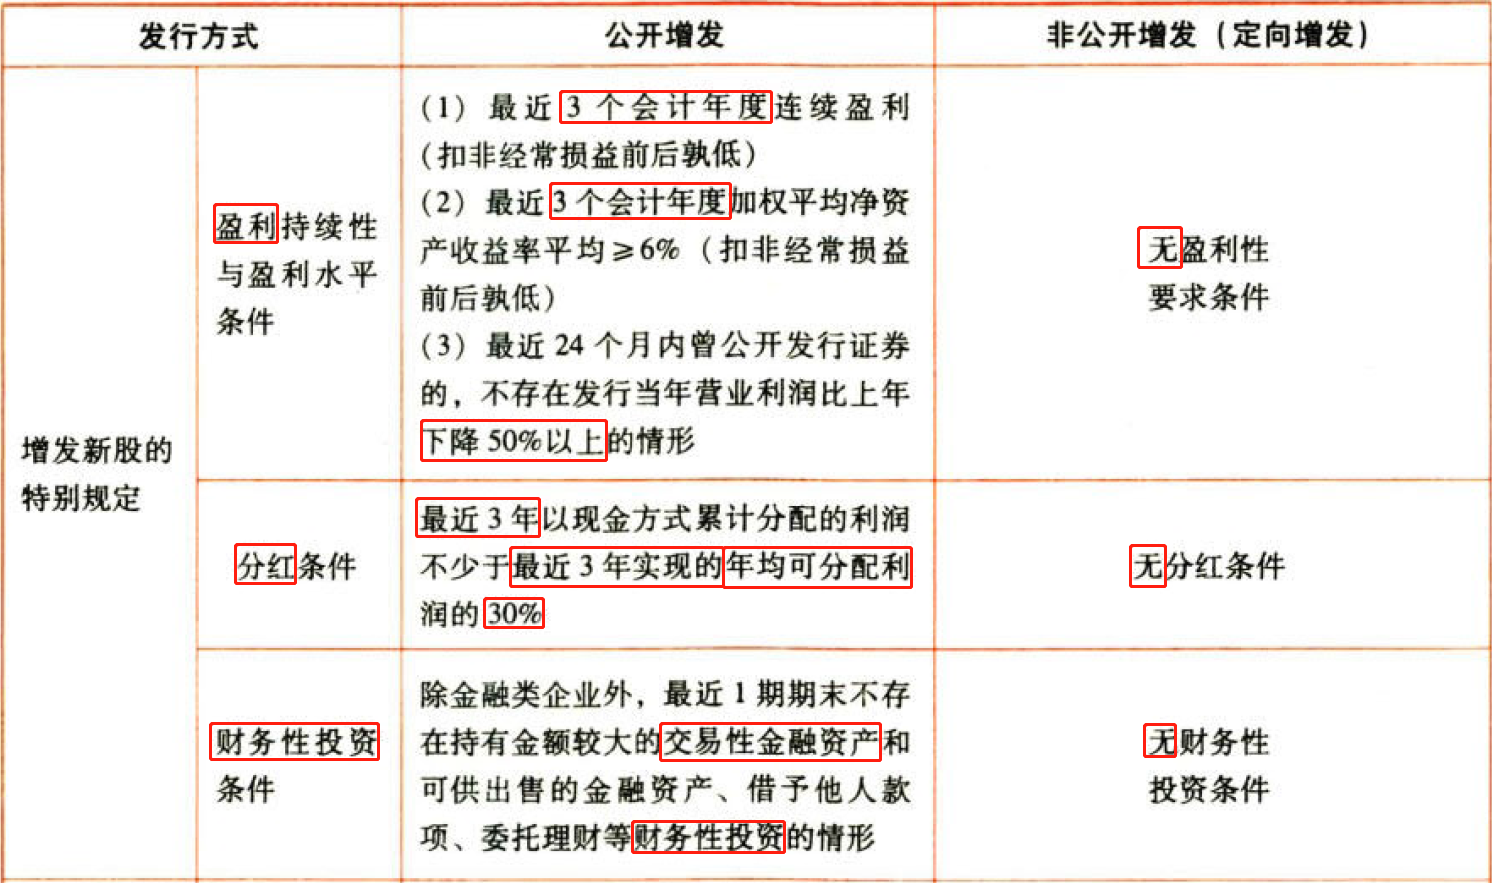 发行方式
公开增发
非公开增发（定向增发）
增发新股的
特别规定
盈利持续性
与盈利水平
条件
（1）最近3个会计年度连续盈利
（扣非经常损益前后孰低）
（2）最近3个会计年度加权平均净资
产收益率平均≥6%（扣非经常损益
前后孰低）
（3）最近24个月内曾公开发行证券
的，不存在发行当年营业利润比上年
下降50%以上的情形
无盈利性
要求条件
分红条件
最近3年以现金方式累计分配的利润
不少于最近3年实现的年均可分配利
润的30%
无分红条件
财务性投资
条件
除金融类企业外，最近1期期末不存
在持有金额较大的交易性金融资产和
可供出售的金融资产、借予他人款
项、委托理财等财务性投资的情形
无财务性
投资条件